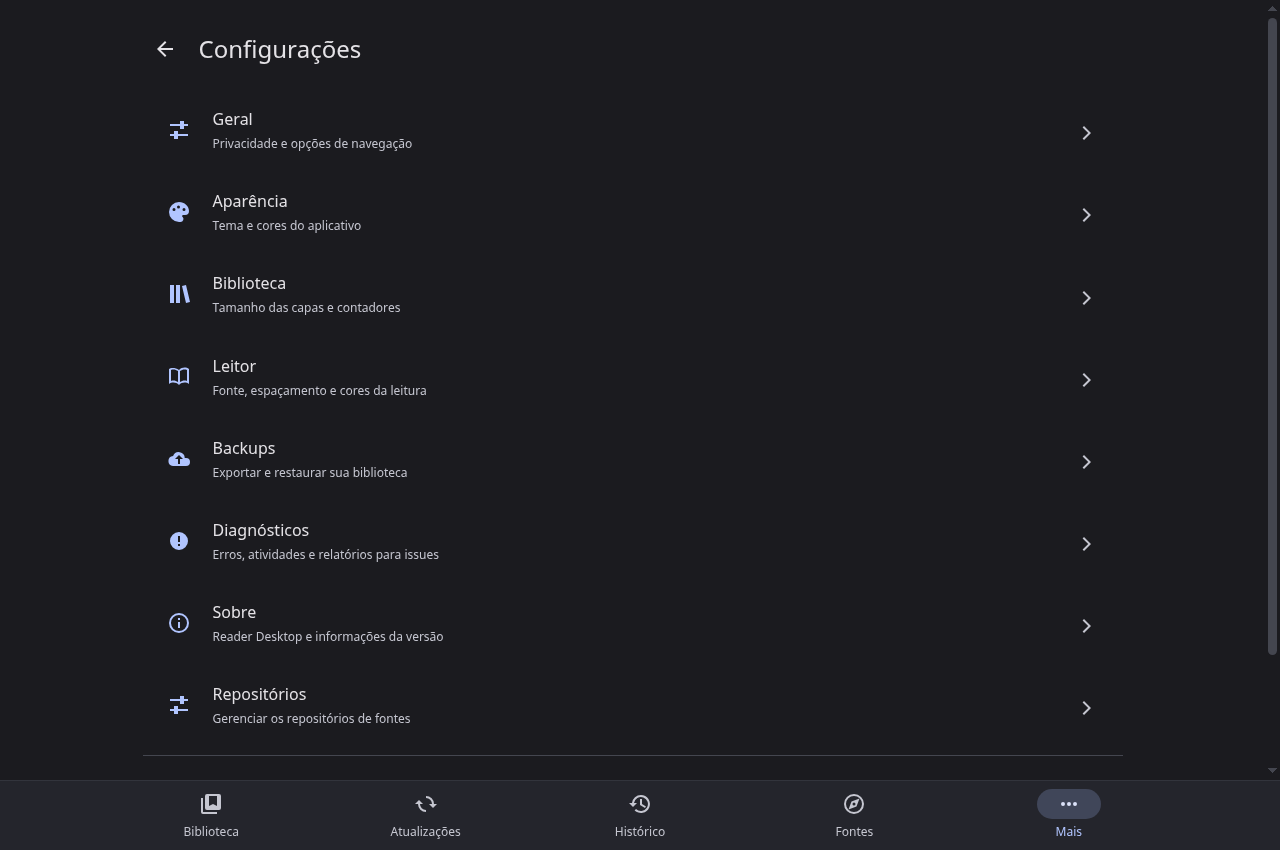 Configurações
Geral
Privacidade e opções de navegação
Aparência
Tema e cores do aplicativo
Biblioteca
Tamanho das capas e contadores
Leitor
Fonte, espaçamento e cores da leitura
Backups
Exportar e restaurar sua biblioteca
Diagnósticos
Erros, atividades e relatórios para issues
Sobre
Reader Desktop e informações da versão
Repositórios
Gerenciar os repositórios de fontes
Biblioteca
Atualizações
Histórico
Fontes
Mais